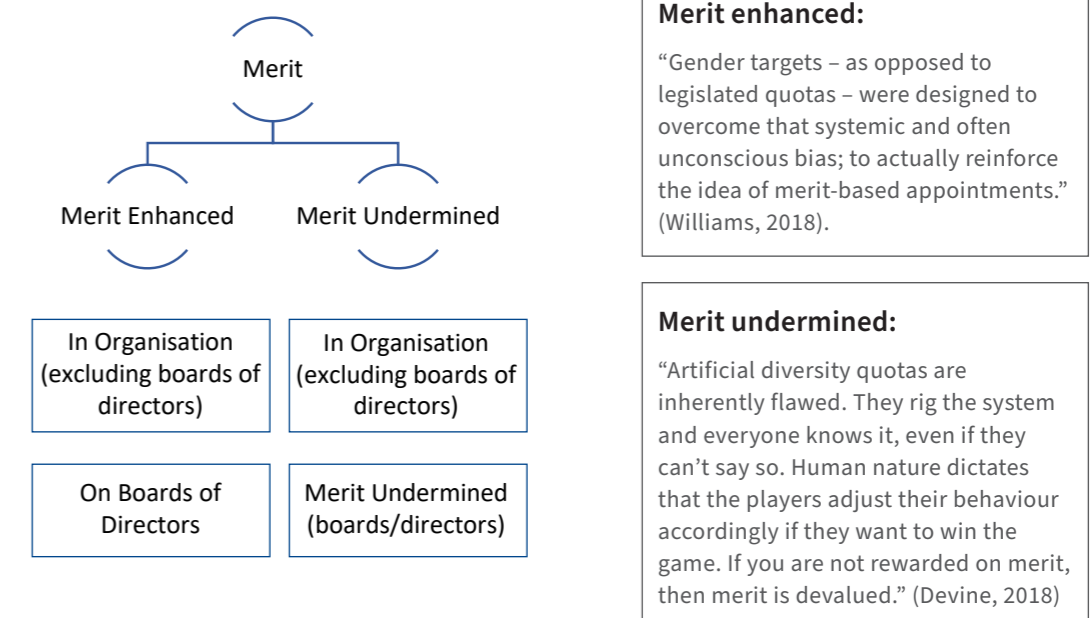 Merit
Merit Enhanced
Merit Undermined
In Organisation
(excluding boards of
directors)
In Organisation
(excluding boards of
directors)
On Boards of
Directors
Merit Undermined
(boards/directors)
Merit enhanced:
“Gender targets – as opposed to
legislated quotas – were designed to
overcome that systemic and often
unconscious bias; to actually reinforce
the idea of merit-based appointments.”
(Williams, 2018).
Merit undermined:
“Artificial diversity quotas are
inherently flawed. They rig the system
and everyone knows it, even if they
can’t say so. Human nature dictates
that the players adjust their behaviour
accordingly if they want to win the
game. If you are not rewarded on merit,
then merit is devalued.” (Devine, 2018)